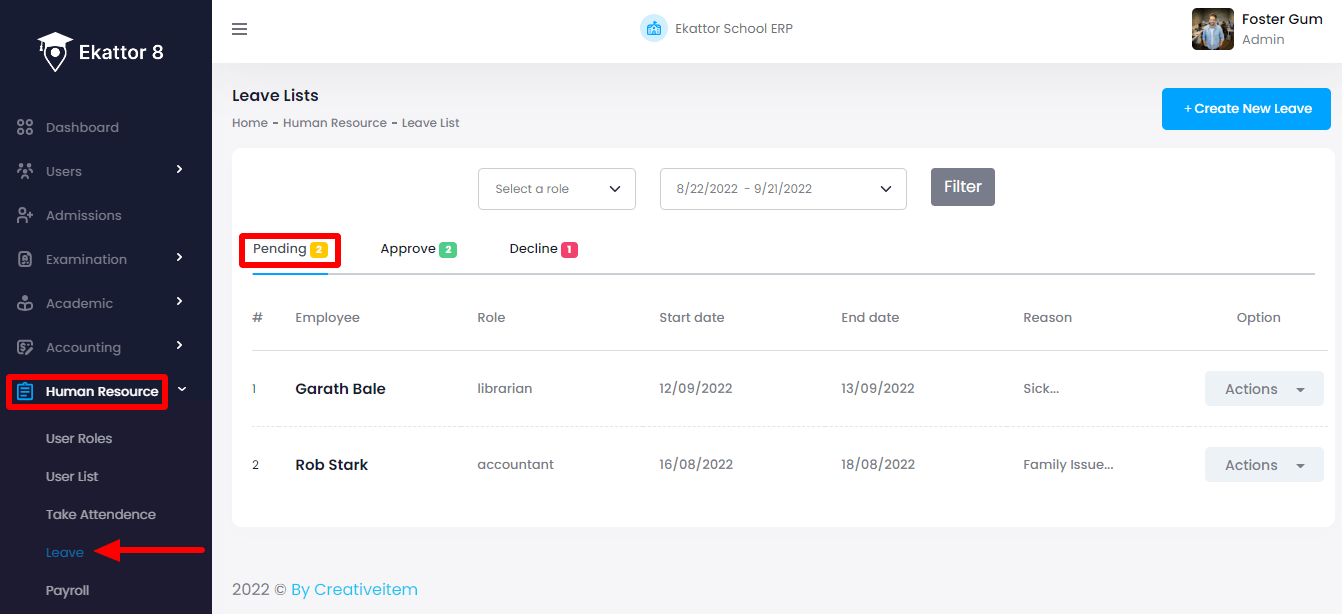 Ekattor 8
Dashboard
Users
Admissions
Examination
Academic
Accounting
Human Resource
User Roles
User List
Take Attendence
Leave
Payroll
Ekattor School ERP
Foster Gum
Admin
Leave Lists
Home - Human Resource - Leave List
+ Create New Leave
Select a role
8/22/2022 - 9/21/2022
Filter
Pending 2
Approve 2
Decline 1
# Employee Role Start date End date Reason Option
1 Garath Bale librarian 12/09/2022 13/09/2022 Sick... Actions
2 Rob Stark accountant 16/08/2022 18/08/2022 Family Issue... Actions
2022 © By Creativeitem